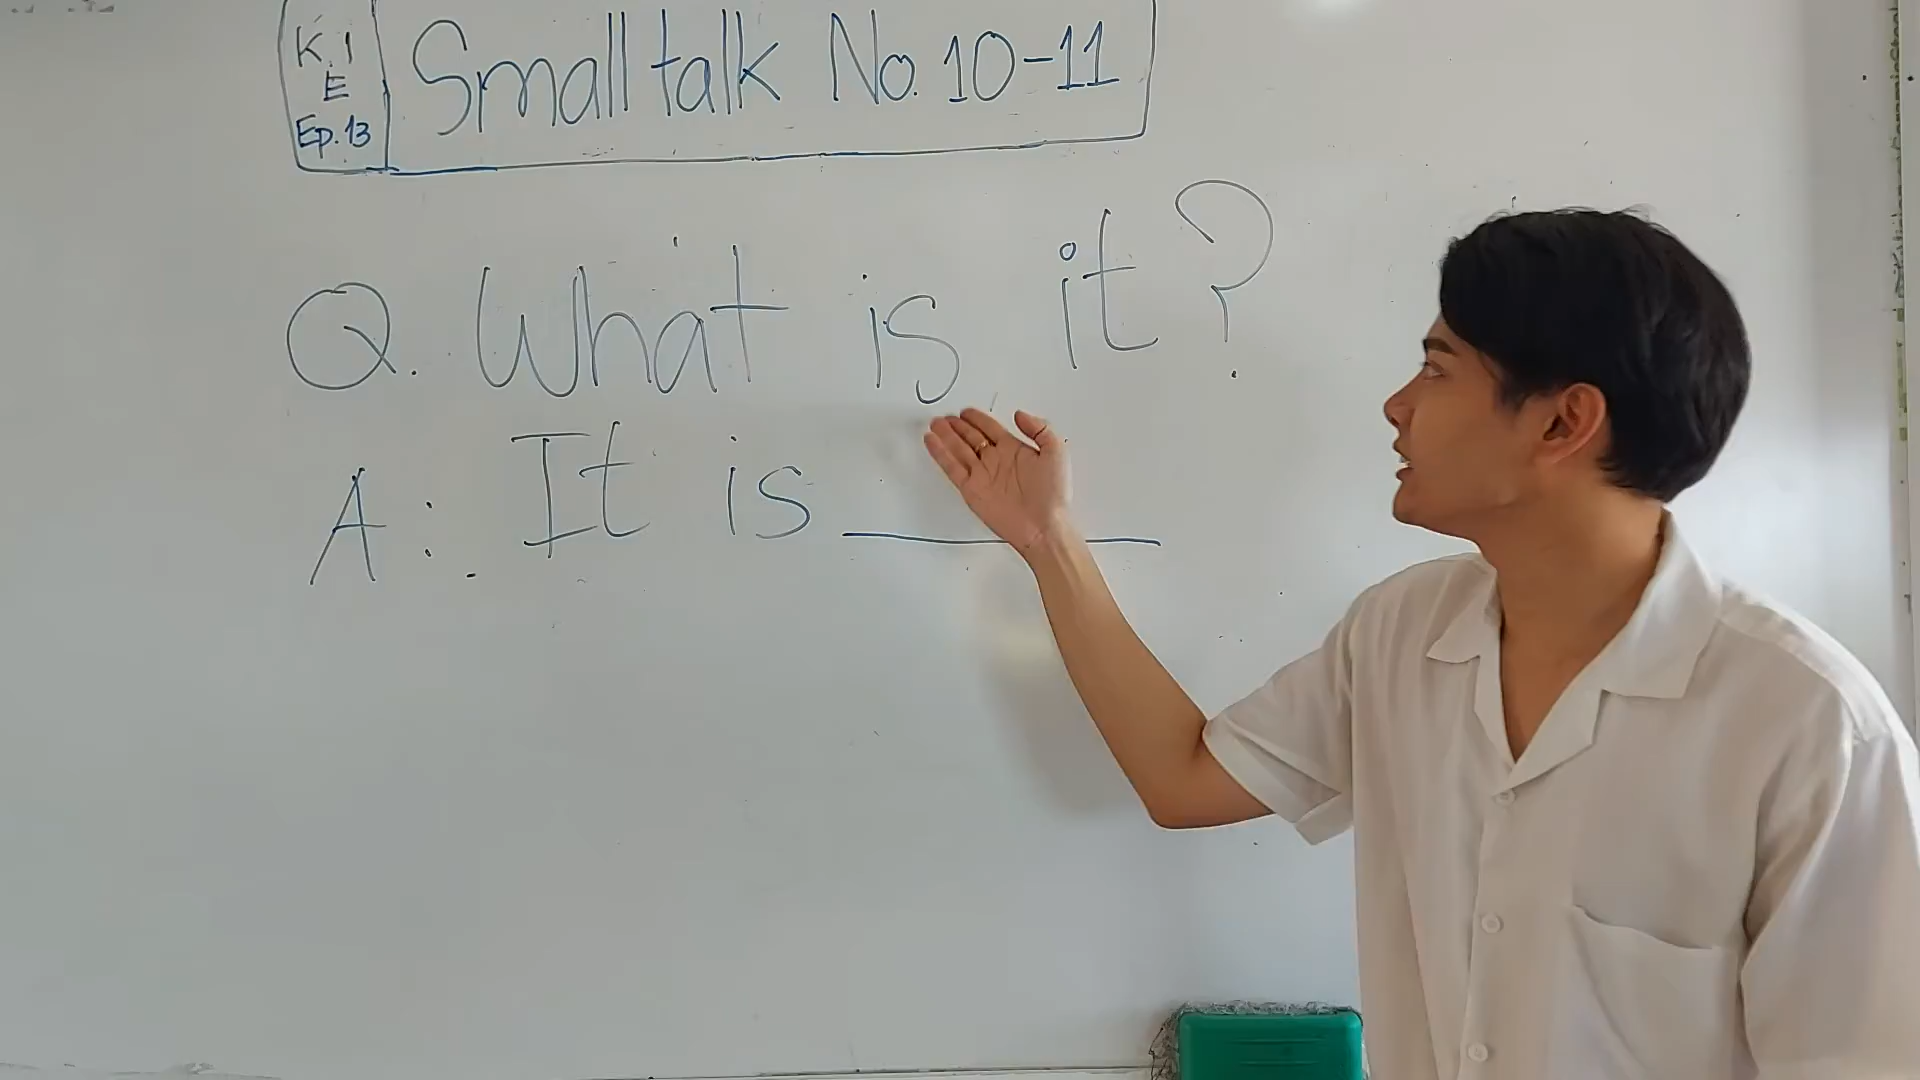 K.1
E
Ep.13
Small talk No. 10-11
Q. What is it?
A: It is ____